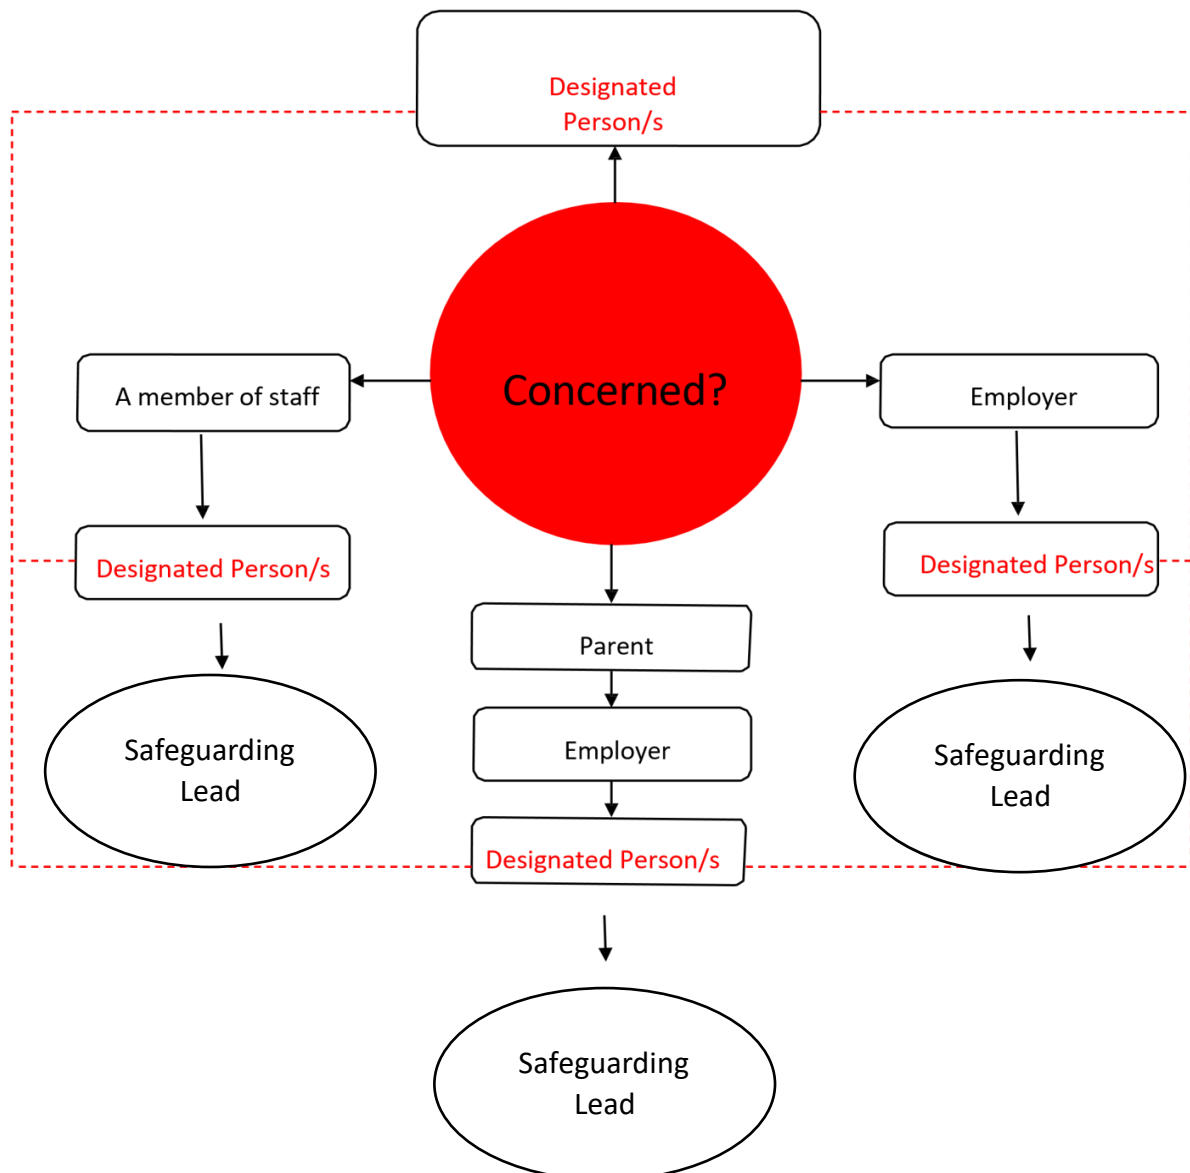 Designated
Person/s
Concerned?
A member of staff
Employer
Designated Person/s
Designated Person/s
Parent
Employer
Designated Person/s
Safeguarding
Lead
Safeguarding
Lead
Safeguarding
Lead